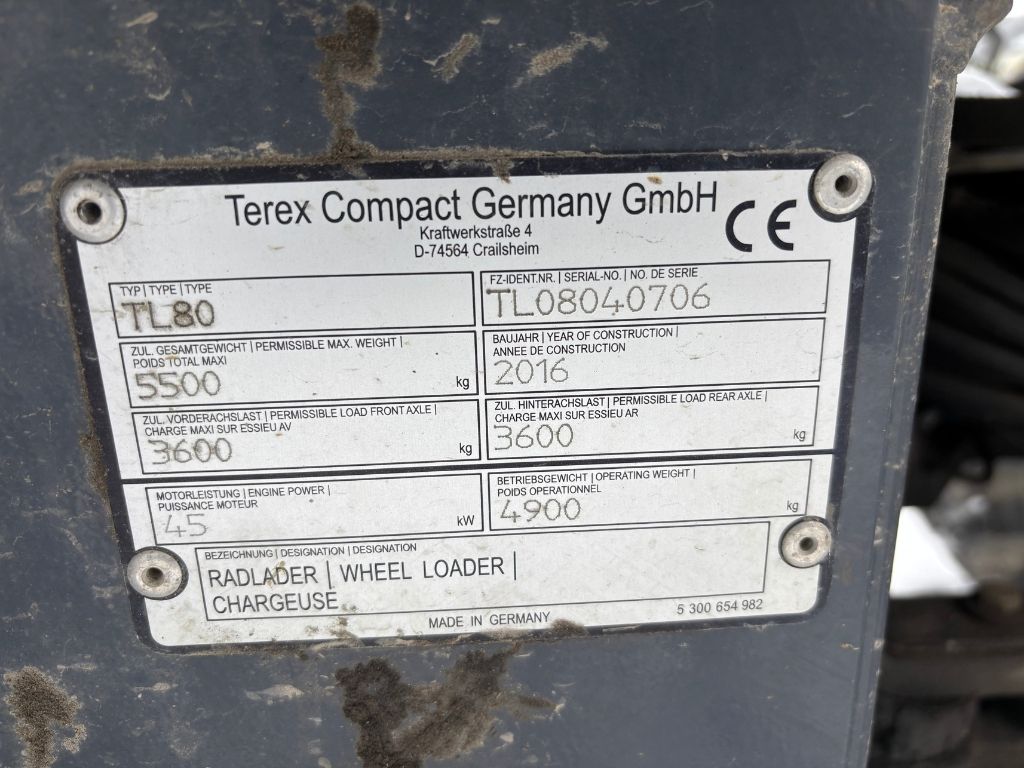 Terex Compact Germany GmbH
Kraftwerkstraße 4
D-74564 Crailsheim
CE
TYP | TYPE | TYPE
TL80
FZ-IDENT.NR. | SERIAL-NO. | NO. DE SERIE
TL08040706
ZUL. GESAMTGEWICHT | PERMISSIBLE MAX. WEIGHT |
POIDS TOTAL MAXI
5500 kg
BAUJAHR | YEAR OF CONSTRUCTION |
ANNEE DE CONSTRUCTION
2016
ZUL. VORDERACHSLAST | PERMISSIBLE LOAD FRONT AXLE |
CHARGE MAXI SUR ESSIEU AV
3600 kg
ZUL. HINTERACHSLAST | PERMISSIBLE LOAD REAR AXLE |
CHARGE MAXI SUR ESSIEU AR
3600 kg
MOTORLEISTUNG | ENGINE POWER |
PUISSANCE MOTEUR
45 kW
BETRIEBSGEWICHT | OPERATING WEIGHT |
POIDS OPERATIONNEL
4900 kg
BEZEICHNUNG | DESIGNATION | DESIGNATION
RADLADER | WHEEL LOADER |
CHARGEUSE
MADE IN GERMANY
5 300 654 982